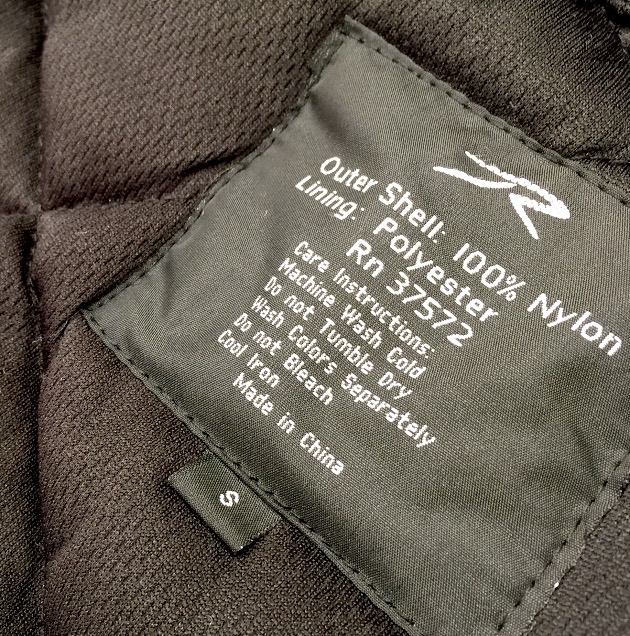 Outer Shell: 100% Nylon
Lining: Polyester
Rn 37572
Care Instructions:
Machine Wash Cold
Do not Tumble Dry
Wash Colors Separately
Do not Bleach
Cool Iron
Made in China
S